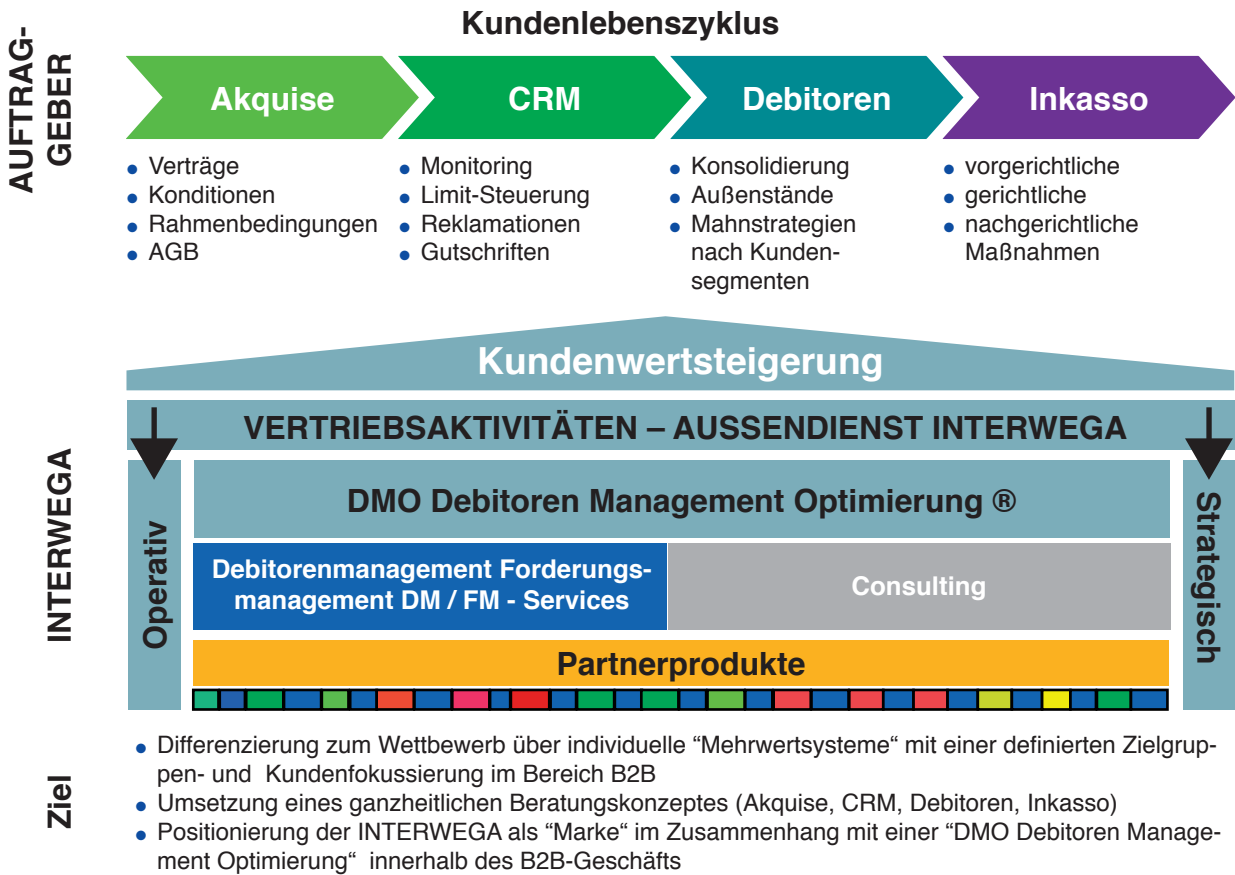 Kundenlebenszyklus
AUFTRAG-
GEBER
Akquise
CRM
Debitoren
Inkasso
• Verträge
• Konditionen
• Rahmenbedingungen
• AGB
• Monitoring
• Limit-Steuerung
• Reklamationen
• Gutschriften
• Konsolidierung
• Außenstände
• Mahnstrategien
nach Kunden-
segmenten
• vorgerichtliche
• gerichtliche
• nachgerichtliche
Maßnahmen
Kundenwertsteigerung
INTERWEGA
VERTRIEBSAKTIVITÄTEN – AUSSENDIENST INTERWEGA
Operativ
DMO Debitoren Management Optimierung ®
Debitorenmanagement Forderungs-
management DM / FM - Services
Consulting
Partnerprodukte
Strategisch
Ziel
• Differenzierung zum Wettbewerb über individuelle “Mehrwertsysteme“ mit einer definierten Zielgrup-
pen- und Kundenfokussierung im Bereich B2B
• Umsetzung eines ganzheitlichen Beratungskonzeptes (Akquise, CRM, Debitoren, Inkasso)
• Positionierung der INTERWEGA als “Marke“ im Zusammenhang mit einer “DMO Debitoren Manage-
ment Optimierung“ innerhalb des B2B-Geschäfts